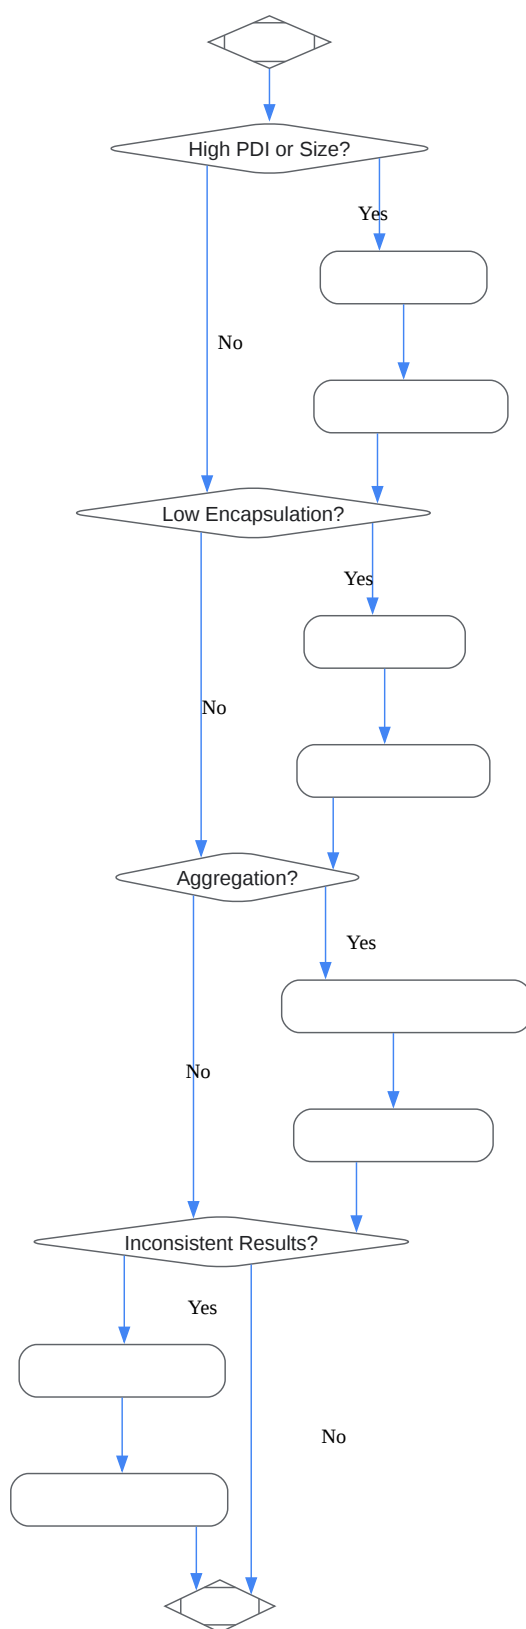 High PDI or Size?
Yes
No
Low Encapsulation?
Yes
No
Aggregation?
Yes
No
Inconsistent Results?
Yes
No